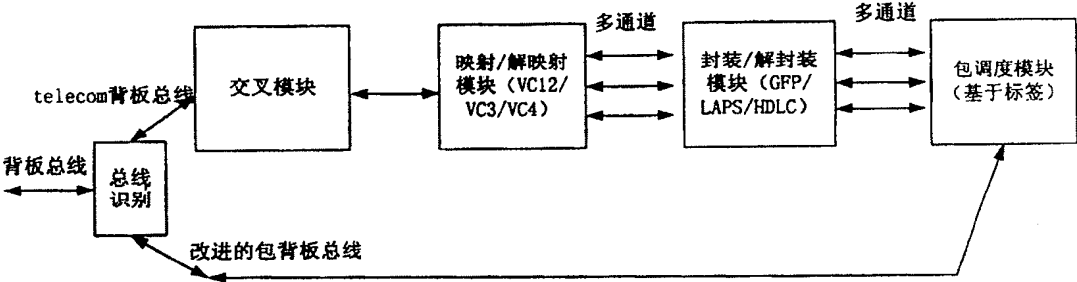 多通道
多通道
交叉模块
映射/解映射
模块（VC12/
VC3/VC4）
封装/解封装
模块（GFP/
LAPS/HDLC）
包调度模块
（基于标签）
telecom背板总线
背板总线
总线
识别
改进的包背板总线